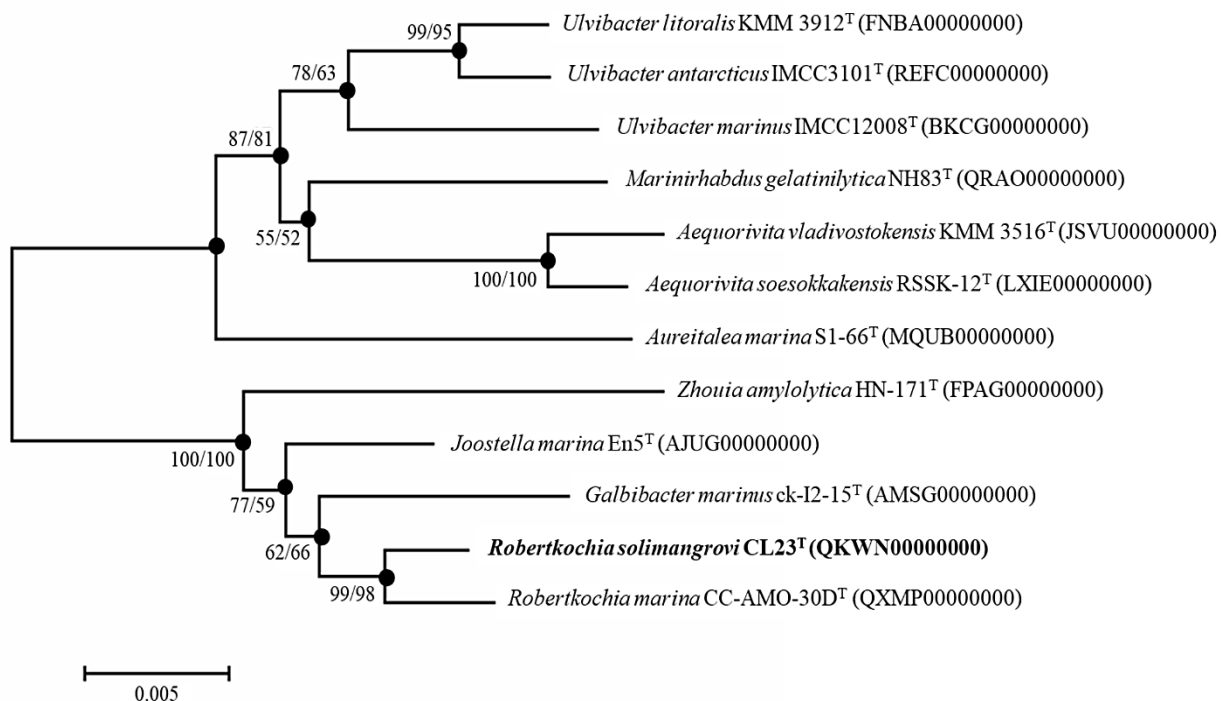 Ulvibacter litoralis KMM 3912ᵀ (FNBA00000000)
99/95
Ulvibacter antarcticus IMCC3101ᵀ (REFC00000000)
78/63
Ulvibacter marinus IMCC12008ᵀ (BKCG00000000)
87/81
Marinirhabdus gelatinilytica NH83ᵀ (QRAO00000000)
55/52
Aequorivita vladivostokensis KMM 3516ᵀ (JSVU00000000)
100/100
Aequorivita soesokkakensis RSSK-12ᵀ (LXIE00000000)
Aureitalea marina S1-66ᵀ (MQUB00000000)
Zhouia amylolytica HN-171ᵀ (FPAG00000000)
100/100
Joostella marina En5ᵀ (AJUG00000000)
77/59
Galbibacter marinus ck-I2-15ᵀ (AMSG00000000)
62/66
Robertkochia solimangrovi CL23ᵀ (QKWN00000000)
99/98
Robertkochia marina CC-AMO-30Dᵀ (QXMP00000000)
0.005